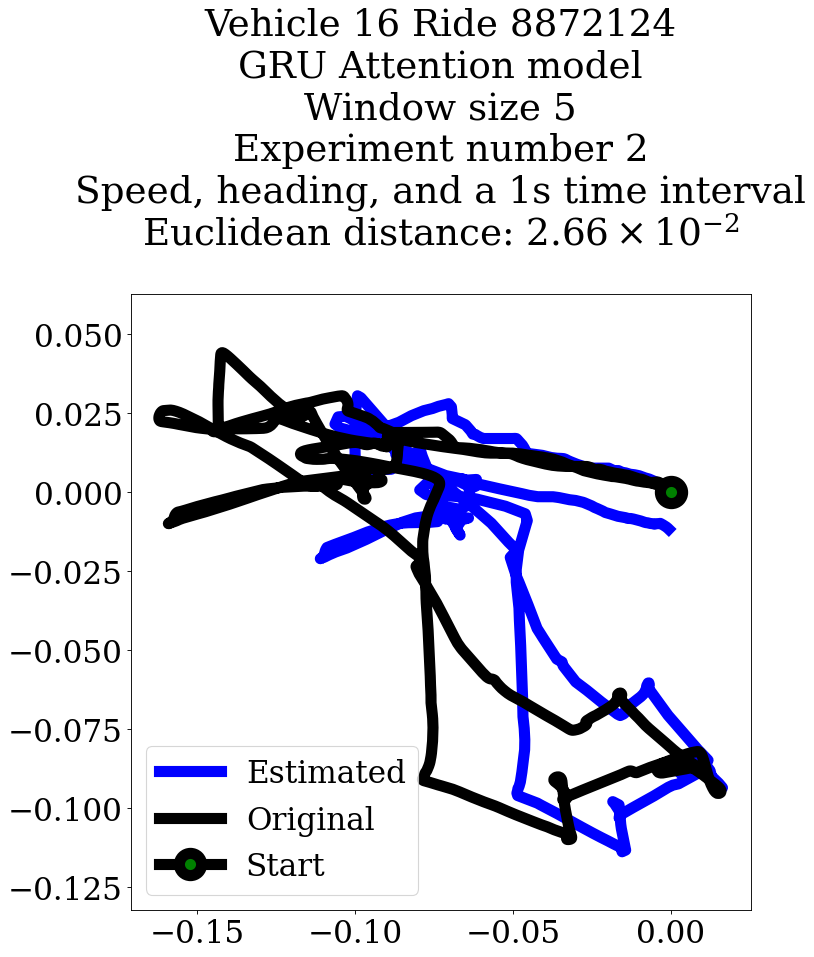 Vehicle 16 Ride 8872124
GRU Attention model
Window size 5
Experiment number 2
Speed, heading, and a 1s time interval
Euclidean distance: 2.66 × 10⁻²
0.050
0.025
0.000
−0.025
−0.050
−0.075
−0.100
−0.125
Estimated
Original
Start
−0.15
−0.10
−0.05
0.00